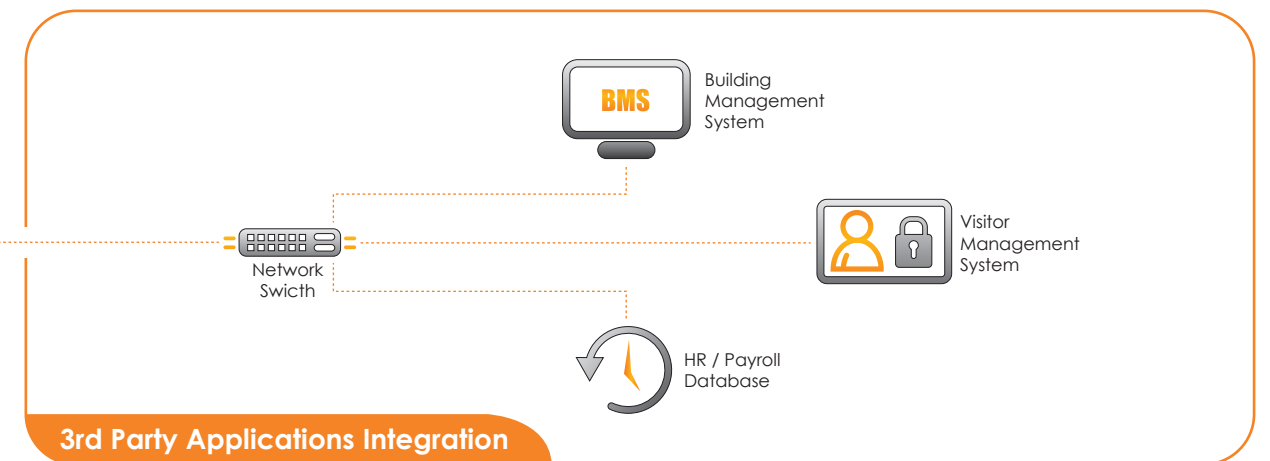 BMS
Building
Management
System
Visitor
Management
System
Network
Swicth
HR / Payroll
Database
3rd Party Applications Integration